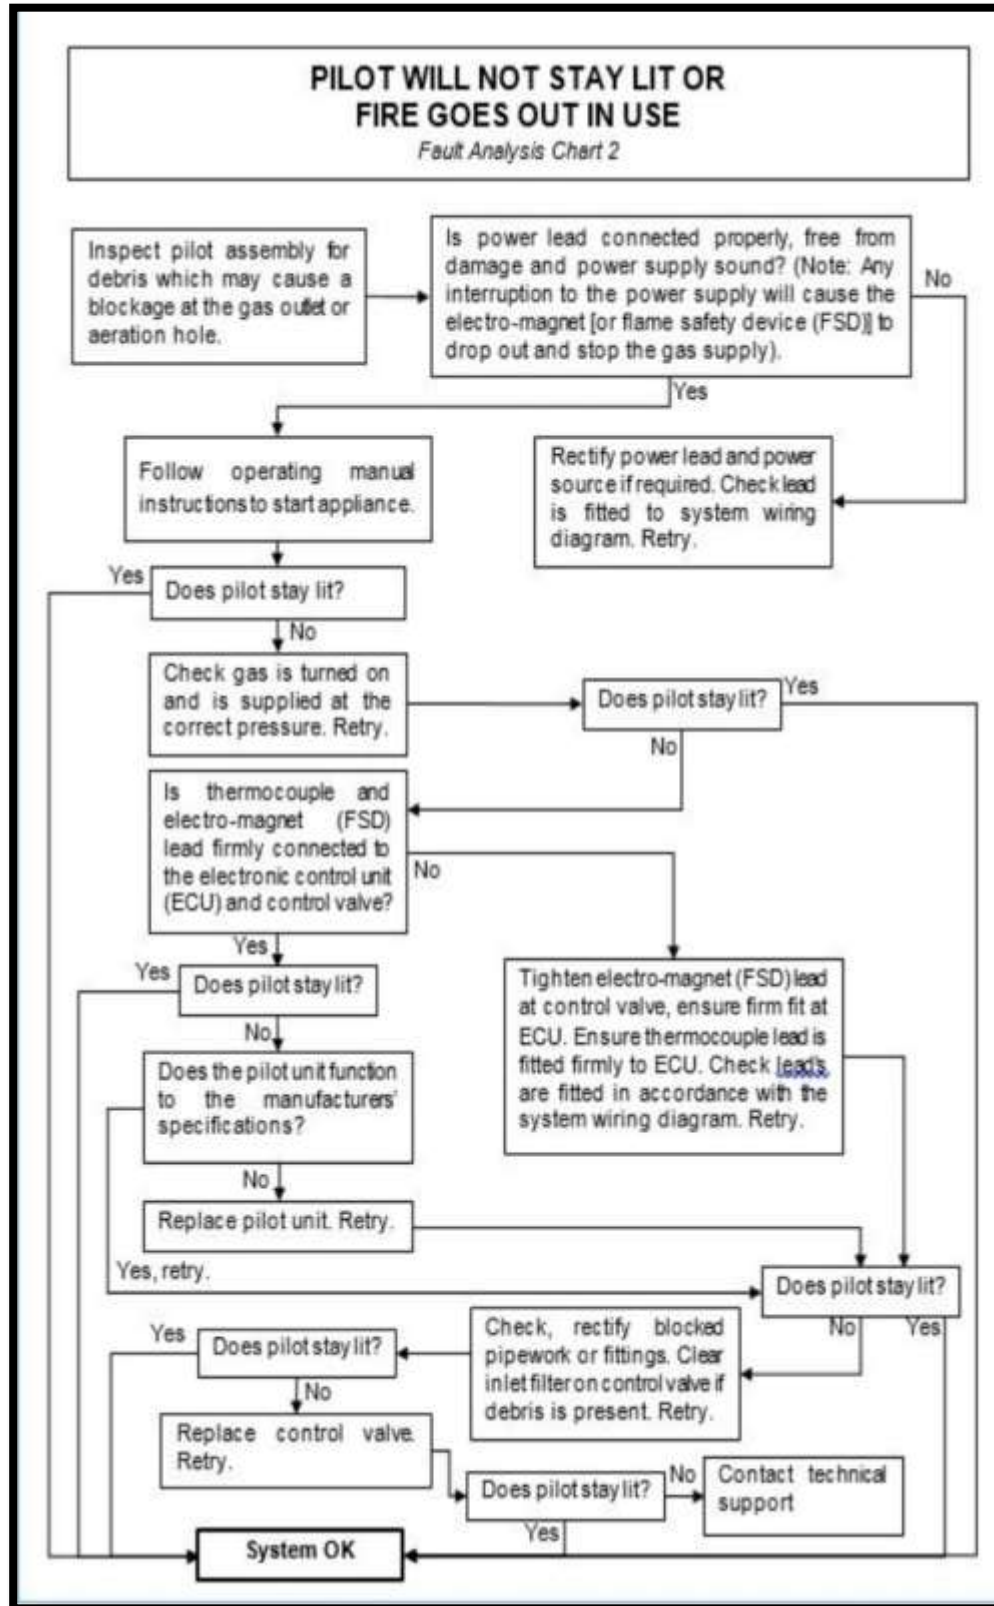 PILOT WILL NOT STAY LIT OR
FIRE GOES OUT IN USE
Fault Analysis Chart 2
Inspect pilot assembly for
debris which may cause a
blockage at the gas outlet or
aeration hole.
Is power lead connected properly, free from
damage and power supply sound? (Note: Any
interruption to the power supply will cause the
electro-magnet [or flame safety device (FSD)] to
drop out and stop the gas supply).
No
Yes
Follow operating manual
instructions to start appliance.
Rectify power lead and power
source if required. Check lead
is fitted to system wiring
diagram. Retry.
Yes
Does pilot stay lit?
No
Check gas is turned on
and is supplied at the
correct pressure. Retry.
Does pilot stay lit?
Yes
No
Is thermocouple and
electro-magnet (FSD)
lead firmly connected to
the electronic control unit
(ECU) and control valve?
No
Yes
Yes
Does pilot stay lit?
Tighten electro-magnet (FSD) lead
at control valve, ensure firm fit at
ECU. Ensure thermocouple lead is
fitted firmly to ECU. Check lead's
are fitted in accordance with the
system wiring diagram. Retry.
No
Does the pilot unit function
to the manufacturers'
specifications?
No
Replace pilot unit. Retry.
Yes, retry.
Does pilot stay lit?
No
Yes
Check, rectify blocked
pipework or fittings. Clear
inlet filter on control valve if
debris is present. Retry.
Yes
Does pilot stay lit?
No
Replace control valve.
Retry.
Does pilot stay lit?
No
Contact technical
support
Yes
System OK